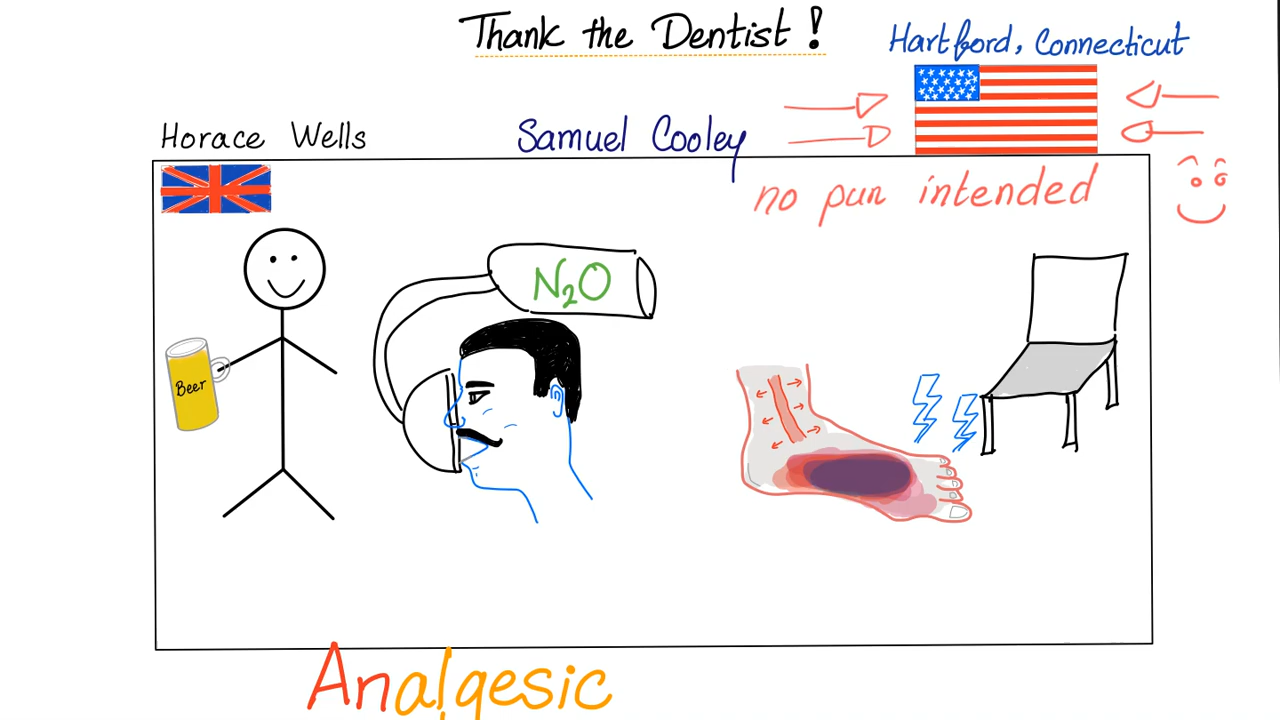 Thank the Dentist!
Hartford, Connecticut
Horace Wells
Samuel Cooley
no pun intended
N₂O
Beer
Analgesic